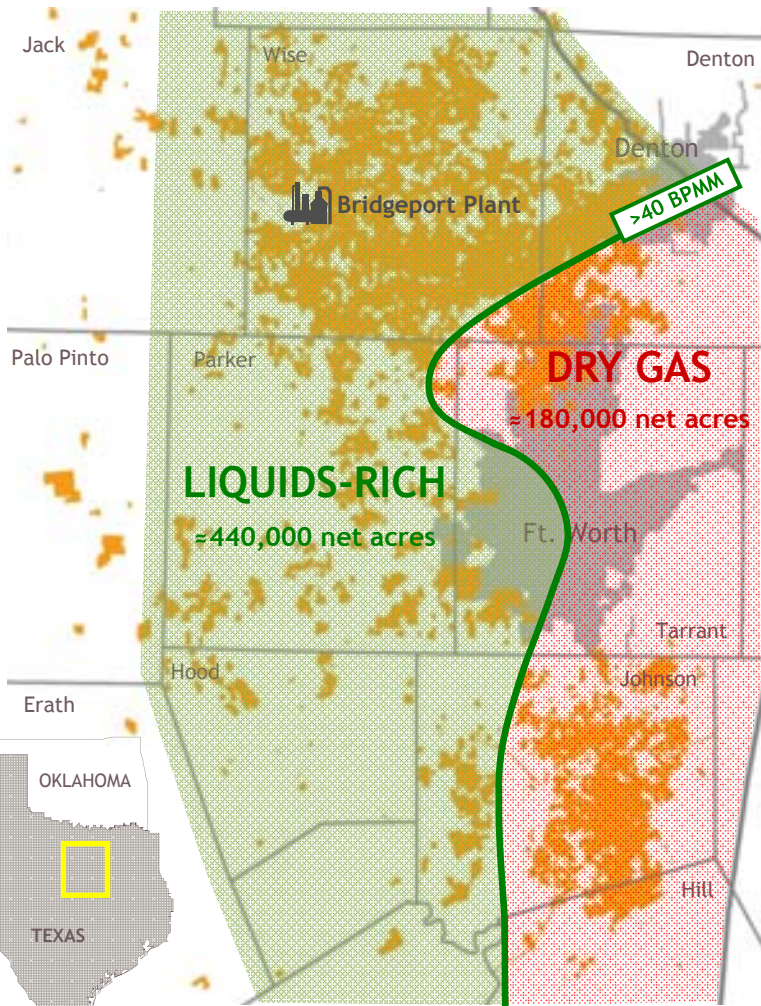 Jack
Wise
Denton
Denton
>40 BPMM
Bridgeport Plant
Palo Pinto
Parker
DRY GAS
≈180,000 net acres
LIQUIDS-RICH
≈440,000 net acres
Ft. Worth
Tarrant
Hood
Johnson
Erath
OKLAHOMA
Hill
TEXAS